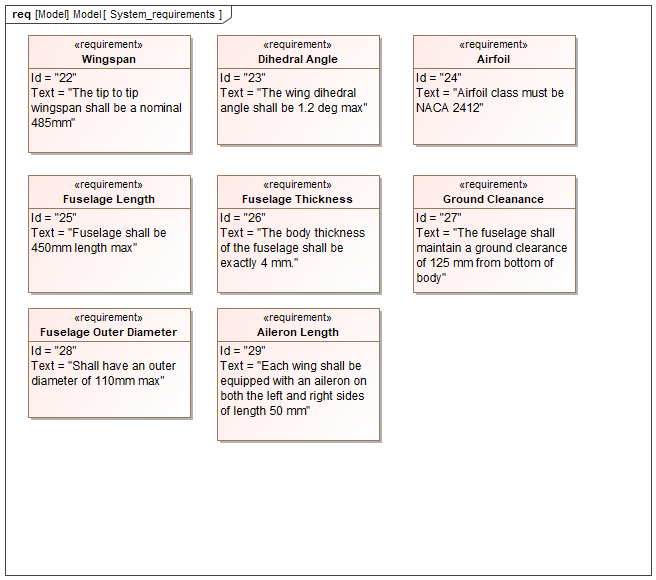 req [Model] Model[ System_requirements ]
«requirement»
Wingspan
Id = "22"
Text = "The tip to tip
wingspan shall be a nominal
485mm"
«requirement»
Dihedral Angle
Id = "23"
Text = "The wing dihedral
angle shall be 1.2 deg max"
«requirement»
Airfoil
Id = "24"
Text = "Airfoil class must be
NACA 2412"
«requirement»
Fuselage Length
Id = "25"
Text = "Fuselage shall be
450mm length max"
«requirement»
Fuselage Thickness
Id = "26"
Text = "The body thickness
of the fuselage shall be
exactly 4 mm."
«requirement»
Ground Cleanance
Id = "27"
Text = "The fuselage shall
maintain a ground clearance
of 125 mm from bottom of
body"
«requirement»
Fuselage Outer Diameter
Id = "28"
Text = "Shall have an outer
diameter of 110mm max"
«requirement»
Aileron Length
Id = "29"
Text = "Each wing shall be
equipped with an aileron on
both the left and right sides
of length 50 mm"